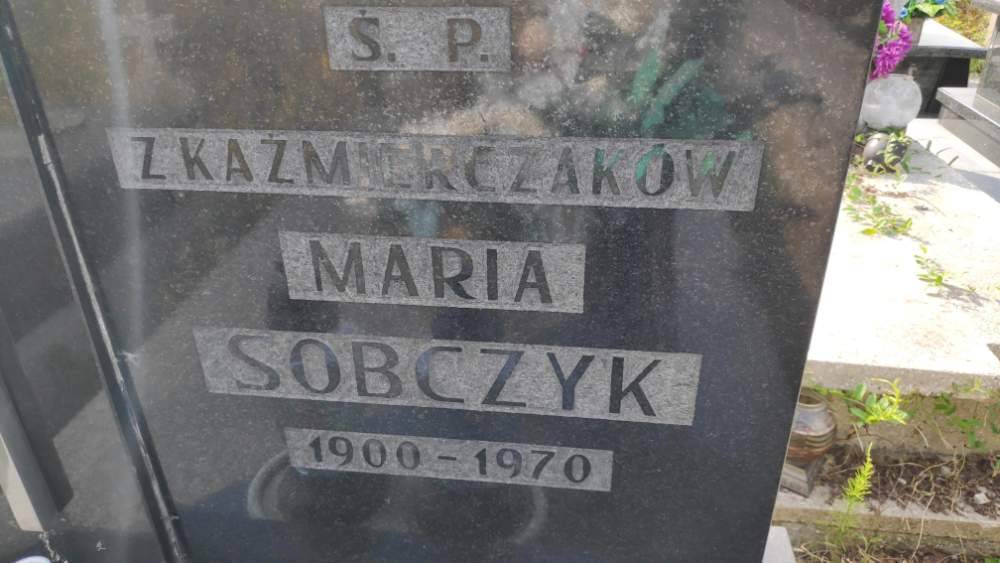 Ś. P.
Z KAŹMIERCZAKÓW
MARIA
SOBCZYK
1900 - 1970